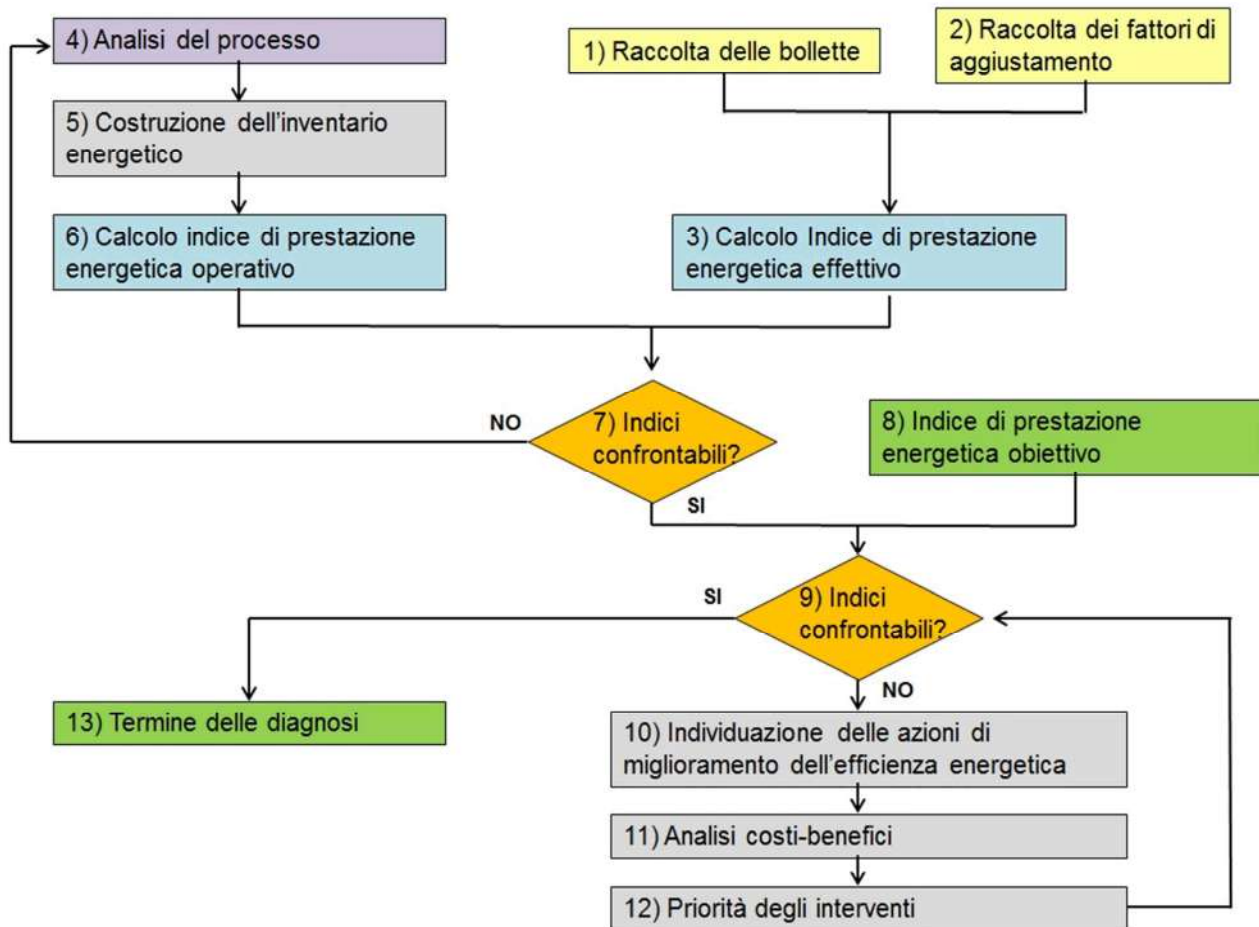 4) Analisi del processo
1) Raccolta delle bollette
2) Raccolta dei fattori di
aggiustamento
5) Costruzione dell'inventario
energetico
6) Calcolo indice di prestazione
energetica operativo
3) Calcolo Indice di prestazione
energetica effettivo
NO
7) Indici
confrontabili?
8) Indice di prestazione
energetica obiettivo
SI
SI
9) Indici
confrontabili?
NO
13) Termine delle diagnosi
10) Individuazione delle azioni di
miglioramento dell'efficienza energetica
11) Analisi costi-benefici
12) Priorità degli interventi